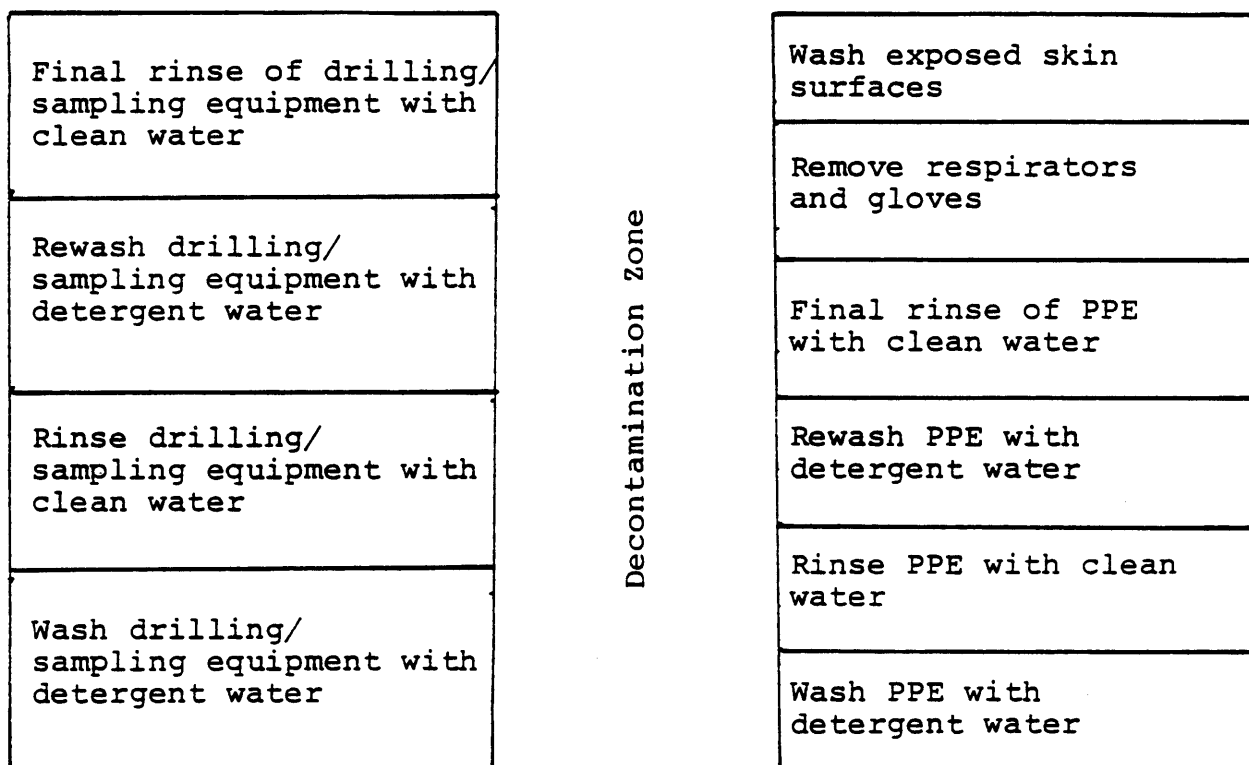 Final rinse of drilling/
sampling equipment with
clean water
Rewash drilling/
sampling equipment with
detergent water
Rinse drilling/
sampling equipment with
clean water
Wash drilling/
sampling equipment with
detergent water
Decontamination Zone
Wash exposed skin
surfaces
Remove respirators
and gloves
Final rinse of PPE
with clean water
Rewash PPE with
detergent water
Rinse PPE with clean
water
Wash PPE with
detergent water